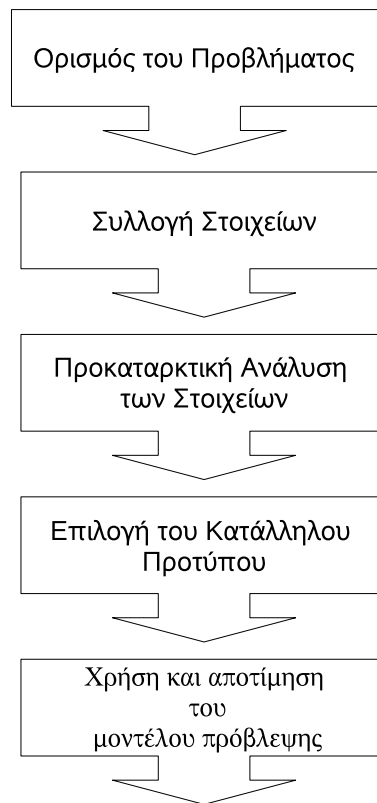 Ορισμός του Προβλήματος
Συλλογή Στοιχείων
Προκαταρκτική Ανάλυση
των Στοιχείων
Επιλογή του Κατάλληλου
Προτύπου
Χρήση και αποτίμηση
του
μοντέλου πρόβλεψης